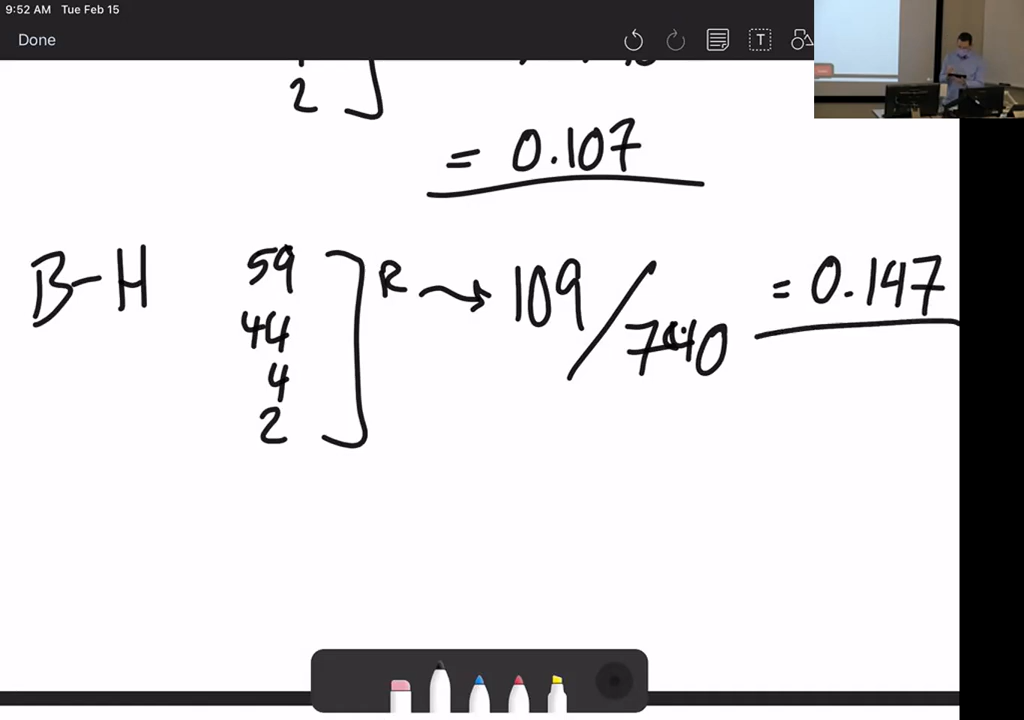 9:52 AM Tue Feb 15
Done
T
2
= 0.107
B-H 59 R → 109/740 = 0.147
44
4
2